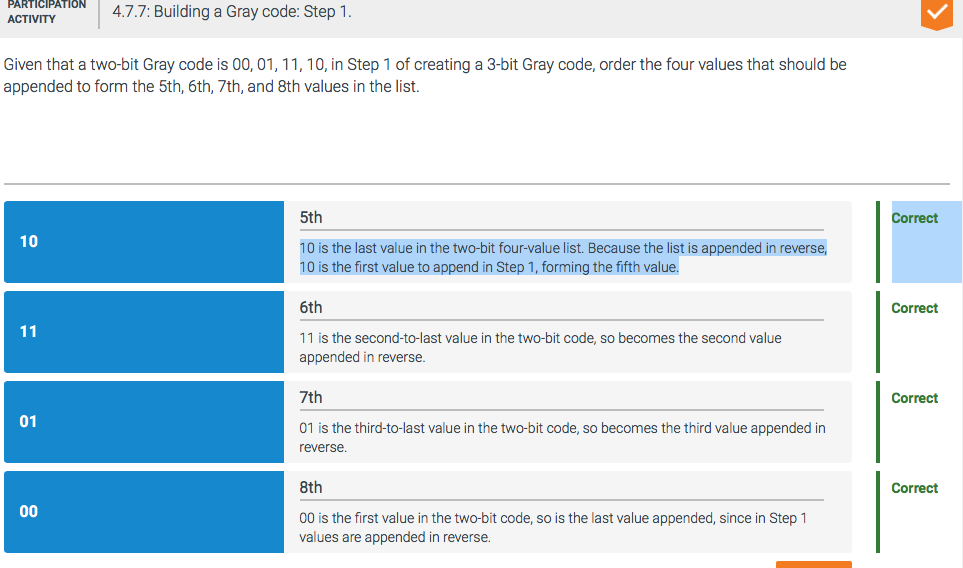 PARTICIPATION
ACTIVITY
4.7.7: Building a Gray code: Step 1.
Given that a two-bit Gray code is 00, 01, 11, 10, in Step 1 of creating a 3-bit Gray code, order the four values that should be
appended to form the 5th, 6th, 7th, and 8th values in the list.
10
5th
10 is the last value in the two-bit four-value list. Because the list is appended in reverse,
10 is the first value to append in Step 1, forming the fifth value.
Correct
11
6th
11 is the second-to-last value in the two-bit code, so becomes the second value
appended in reverse.
Correct
01
7th
01 is the third-to-last value in the two-bit code, so becomes the third value appended in
reverse.
Correct
00
8th
00 is the first value in the two-bit code, so is the last value appended, since in Step 1
values are appended in reverse.
Correct